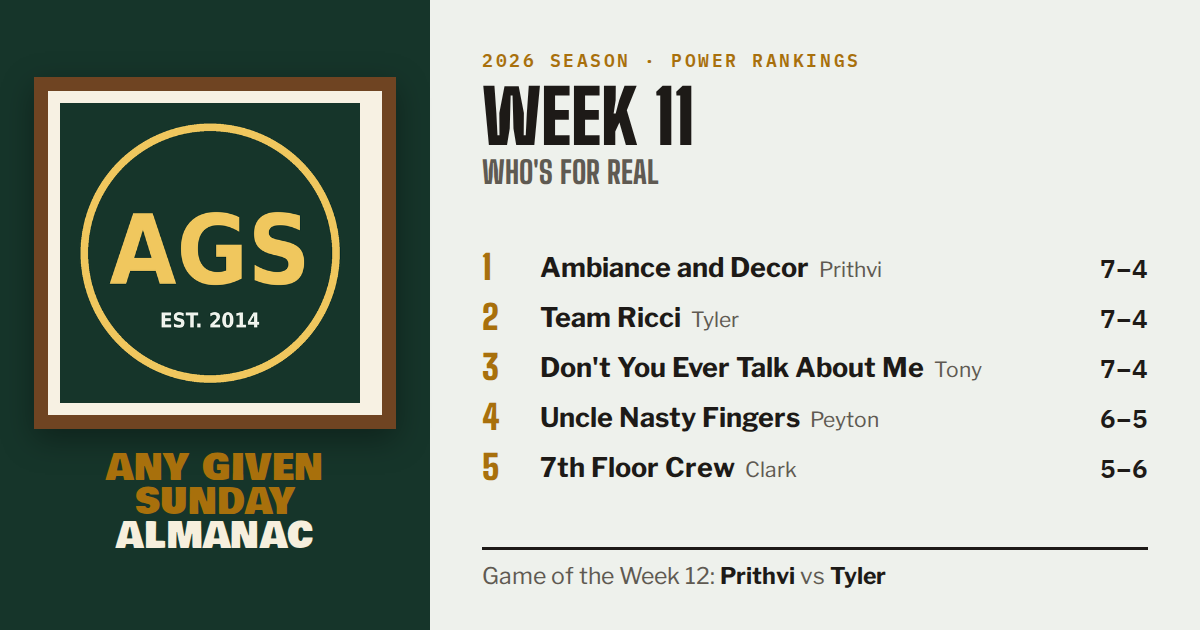 AGS
EST. 2014
ANY GIVEN
SUNDAY
ALMANAC
2026 SEASON · POWER RANKINGS
WEEK 11
WHO'S FOR REAL
1 Ambiance and Decor Prithvi 7–4
2 Team Ricci Tyler 7–4
3 Don't You Ever Talk About Me Tony 7–4
4 Uncle Nasty Fingers Peyton 6–5
5 7th Floor Crew Clark 5–6
Game of the Week 12: Prithvi vs Tyler